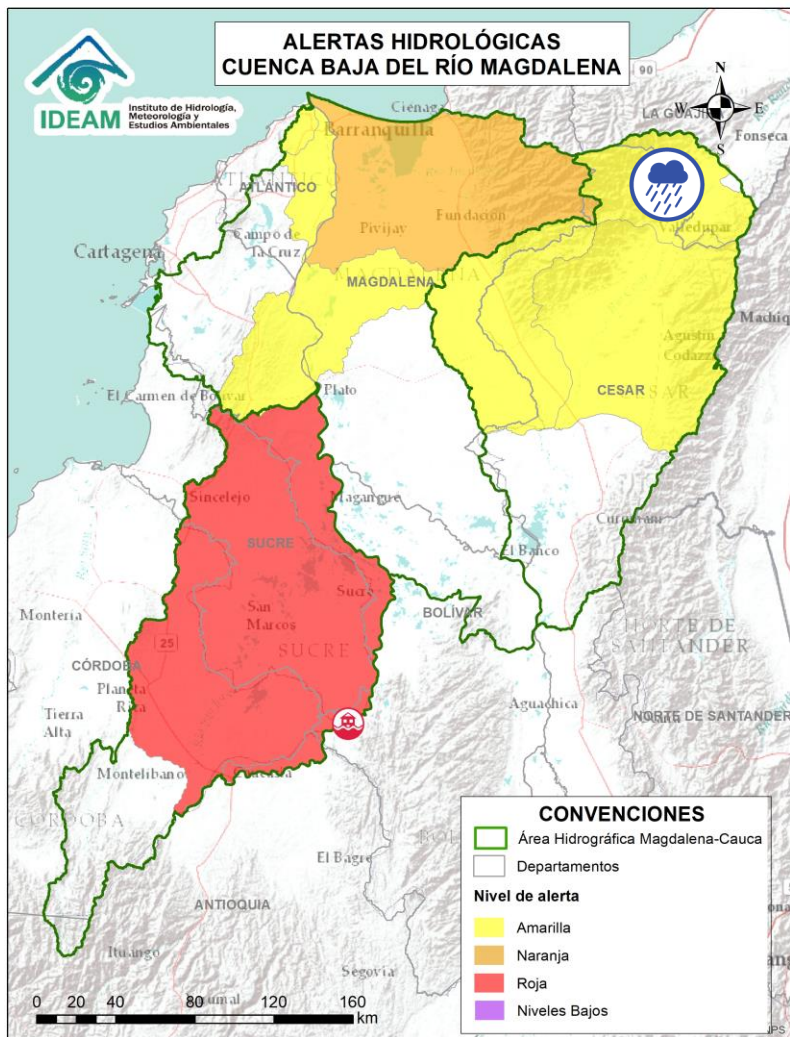 ALERTAS HIDROLÓGICAS
CUENCA BAJA DEL RÍO MAGDALENA
IDEAM
Instituto de Hidrología,
Meteorología y
Estudios Ambientales
N
W E
S
90
LA GUAJIRA
Fonseca
Ciénaga
Barranquilla
ATLÁNTICO
Pivijay
Fundación
Valledupar
Cartagena
Campo de
la Cruz
MAGDALENA
Agustín
Codazzi
CESAR
El Carmen de Bolívar
Plato
Sincelejo
Magangué
SUCRE
Curumaní
El Banco
Sucre
BOLÍVAR
San
Marcos
SUCRE
Montería
NORTE DE
SANTANDER
25
CÓRDOBA
Planeta
Rica
Tierra
Alta
Aguachica
NORTE DE SANTANDER
Montelíbano
CÓRDOBA
El Bagre
ANTIOQUIA
Ituango
Segovia
0 20 40 80 120 160
km
CONVENCIONES
Área Hidrográfica Magdalena-Cauca
Departamentos
Nivel de alerta
Amarilla
Naranja
Roja
Niveles Bajos